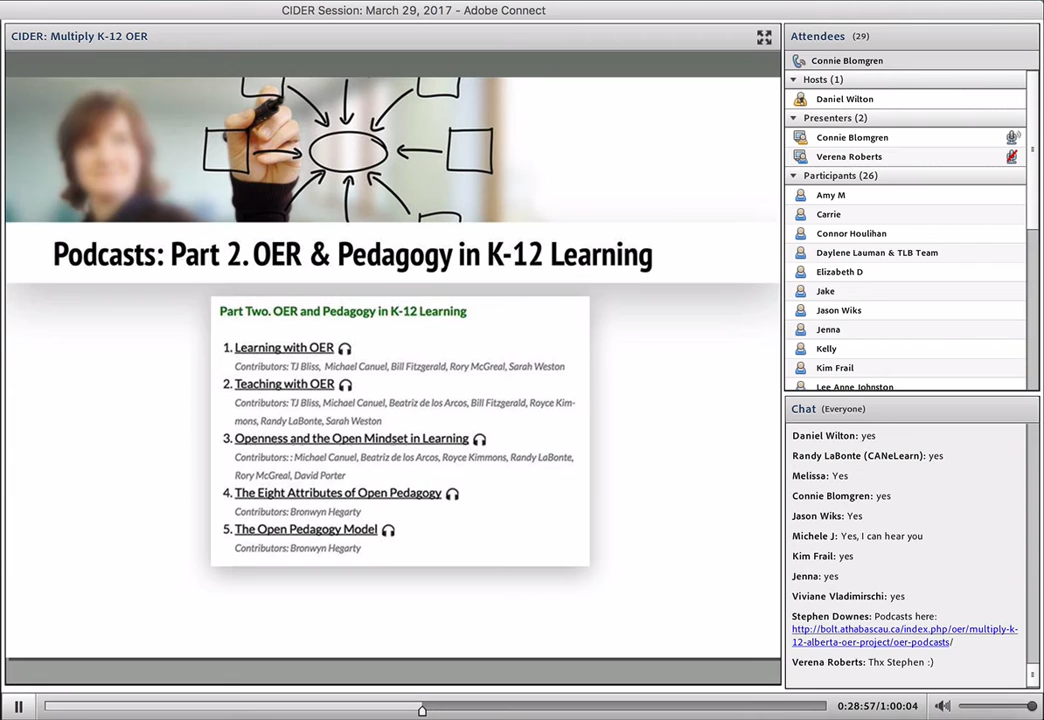 CIDER Session: March 29, 2017 - Adobe Connect
CIDER: Multiply K-12 OER
Podcasts: Part 2. OER & Pedagogy in K-12 Learning
Part Two. OER and Pedagogy in K-12 Learning
1. Learning with OER
Contributors: TJ Bliss, Michael Canuel, Bill Fitzgerald, Rory McGreal, Sarah Weston
2. Teaching with OER
Contributors: TJ Bliss, Michael Canuel, Beatriz de los Arcos, Bill Fitzgerald, Royce Kim-
mons, Randy LaBonte, Sarah Weston
3. Openness and the Open Mindset in Learning
Contributors: : Michael Canuel, Beatriz de los Arcos, Royce Kimmons, Randy LaBonte,
Rory McGreal, David Porter
4. The Eight Attributes of Open Pedagogy
Contributors: Bronwyn Hegarty
5. The Open Pedagogy Model
Contributors: Bronwyn Hegarty
Attendees (29)
Connie Blomgren
Hosts (1)
Daniel Wilton
Presenters (2)
Connie Blomgren
Verena Roberts
Participants (26)
Amy M
Carrie
Connor Houlihan
Daylene Lauman & TLB Team
Elizabeth D
Jake
Jason Wiks
Jenna
Kelly
Kim Frail
Lee Anne Johnston
Chat (Everyone)
Daniel Wilton: yes
Randy LaBonte (CANeLearn): yes
Melissa: Yes
Connie Blomgren: yes
Jason Wiks: Yes
Michele J: Yes, I can hear you
Kim Frail: yes
Jenna: yes
Viviane Vladimirschi: yes
Stephen Downes: Podcasts here:
http://bolt.athabascau.ca/index.php/oer/multiply-k-
12-alberta-oer-project/oer-podcasts/
Verena Roberts: Thx Stephen :)
0:28:57/1:00:04